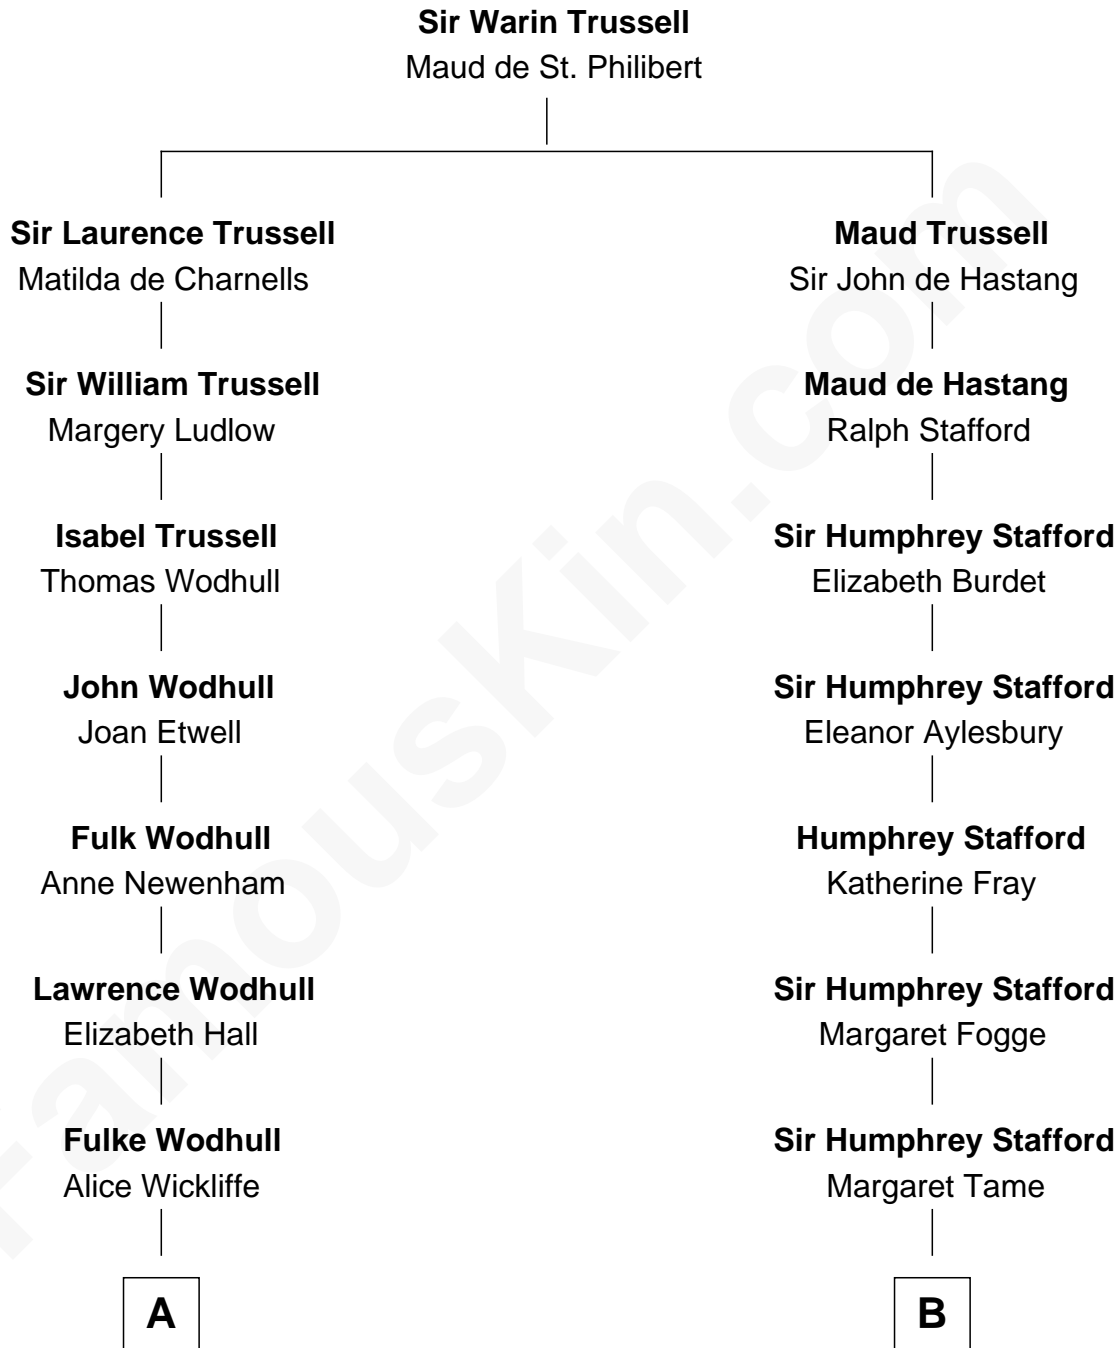 Sir Warin Trussell
Maud de St. Philibert
Sir Laurence Trussell
Matilda de Charnells
Maud Trussell
Sir John de Hastang
Sir William Trussell
Margery Ludlow
Maud de Hastang
Ralph Stafford
Isabel Trussell
Thomas Wodhull
Sir Humphrey Stafford
Elizabeth Burdet
John Wodhull
Joan Etwell
Sir Humphrey Stafford
Eleanor Aylesbury
Fulk Wodhull
Anne Newenham
Humphrey Stafford
Katherine Fray
Lawrence Wodhull
Elizabeth Hall
Sir Humphrey Stafford
Margaret Fogge
Fulke Wodhull
Alice Wickliffe
Sir Humphrey Stafford
Margaret Tame
A
B
FamousKin.com